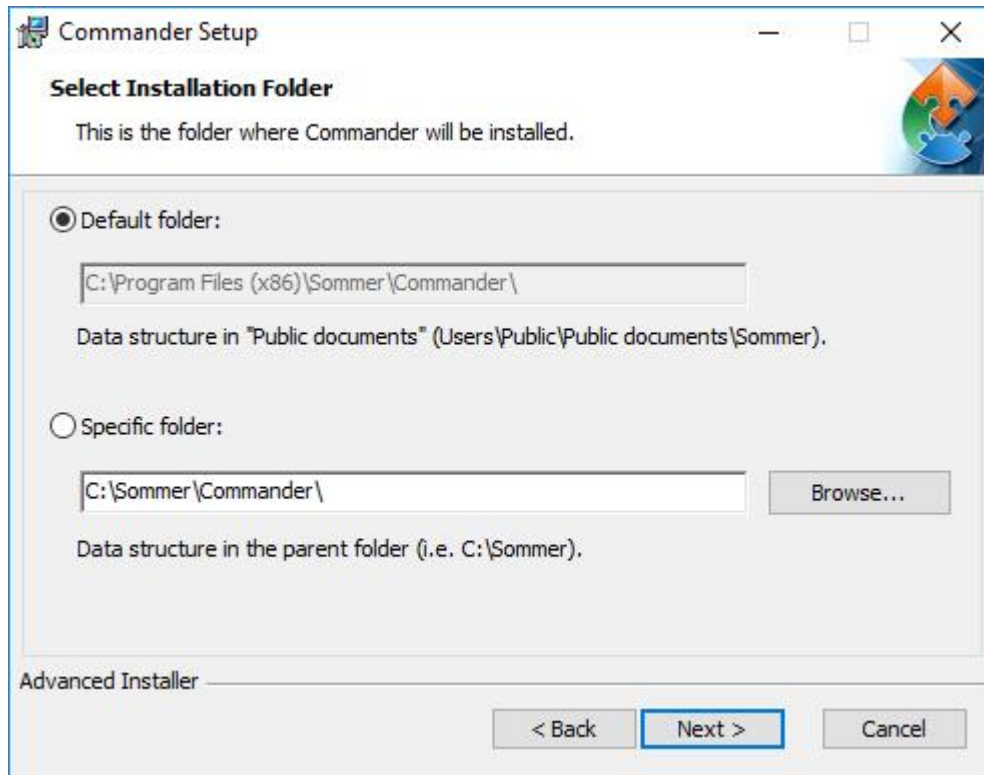 Commander Setup
Select Installation Folder
This is the folder where Commander will be installed.
Default folder:
C:\Program Files (x86)\Sommer\Commander\
Data structure in "Public documents" (Users\Public\Public documents\Sommer).
Specific folder:
C:\Sommer\Commander\
Browse...
Data structure in the parent folder (i.e. C:\Sommer).
Advanced Installer
< Back Next > Cancel